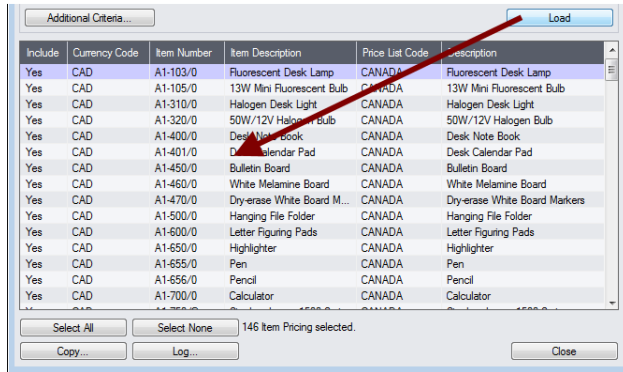 Additional Criteria... Load
Include Currency Code Item Number Item Description Price List Code Description
Yes CAD A1-103/0 Fluorescent Desk Lamp CANADA Fluorescent Desk Lamp
Yes CAD A1-105/0 13W Mini Fluorescent Bulb CANADA 13W Mini Fluorescent Bulb
Yes CAD A1-310/0 Halogen Desk Light CANADA Halogen Desk Light
Yes CAD A1-320/0 50W/12V Halogen Bulb CANADA 50W/12V Halogen Bulb
Yes CAD A1-400/0 Desk Note Book CANADA Desk Note Book
Yes CAD A1-401/0 Desk Calendar Pad CANADA Desk Calendar Pad
Yes CAD A1-450/0 Bulletin Board CANADA Bulletin Board
Yes CAD A1-460/0 White Melamine Board CANADA White Melamine Board
Yes CAD A1-470/0 Dry-erase White Board M... CANADA Dry-erase White Board Markers
Yes CAD A1-500/0 Hanging File Folder CANADA Hanging File Folder
Yes CAD A1-600/0 Letter Figuring Pads CANADA Letter Figuring Pads
Yes CAD A1-650/0 Highlighter CANADA Highlighter
Yes CAD A1-655/0 Pen CANADA Pen
Yes CAD A1-656/0 Pencil CANADA Pencil
Yes CAD A1-700/0 Calculator CANADA Calculator
Select All Select None 146 Item Pricing selected.
Copy... Log... Close